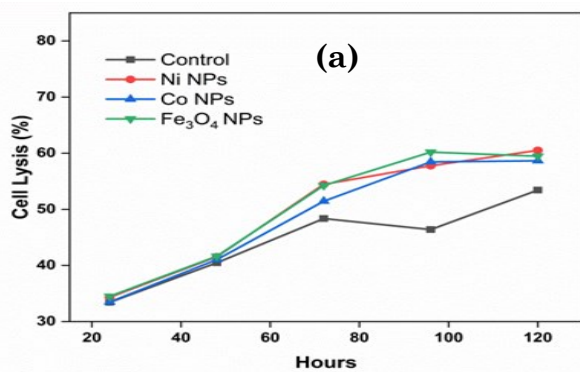 80
70
60
50
40
30
Cell Lysis (%)
(a)
Control
Ni NPs
Co NPs
Fe₃O₄ NPs
20 40 60 80 100 120
Hours